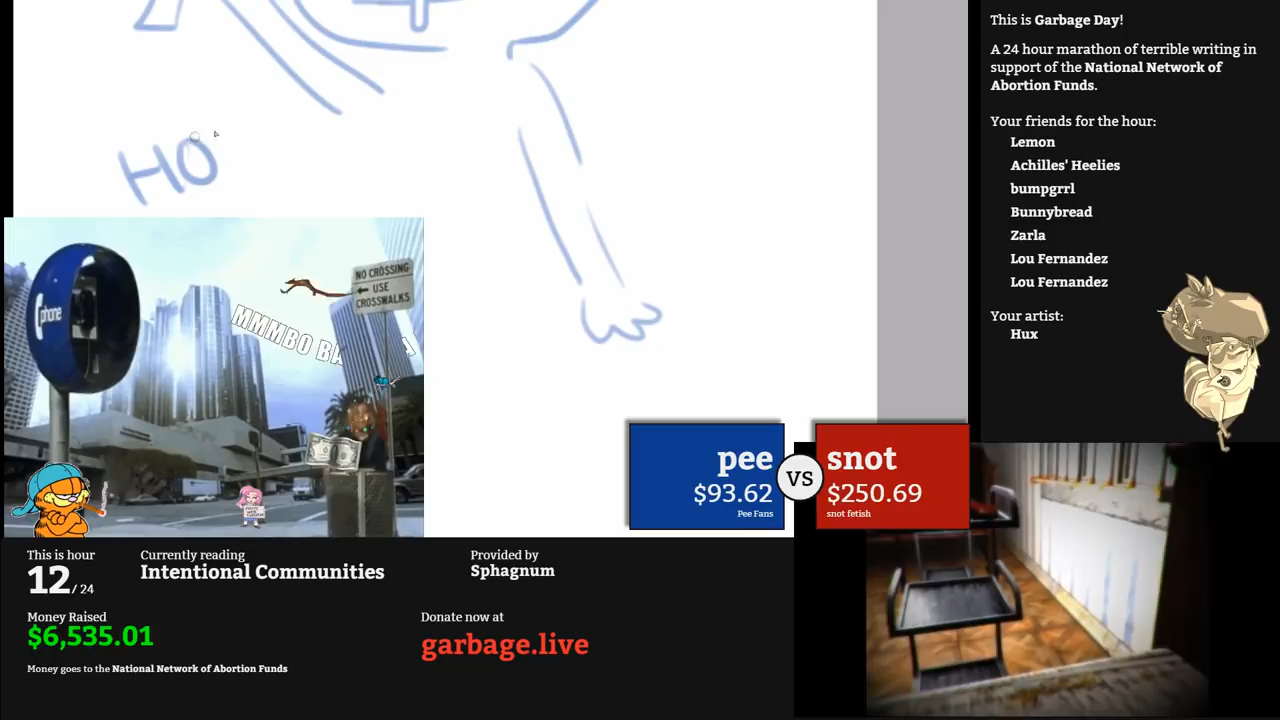 HO
phone
NO CROSSING
USE
CROSSWALKS
MMMBO BA
This is Garbage Day!
A 24 hour marathon of terrible writing in
support of the National Network of
Abortion Funds.
Your friends for the hour:
Lemon
Achilles' Heelies
bumpgrrl
Bunnybread
Zarla
Lou Fernandez
Lou Fernandez
Your artist:
Hux
pee
$93.62
Pee Fans
VS
snot
$250.69
snot fetish
This is hour
12 / 24
Currently reading
Intentional Communities
Provided by
Sphagnum
Money Raised
$6,535.01
Donate now at
garbage.live
Money goes to the National Network of Abortion Funds